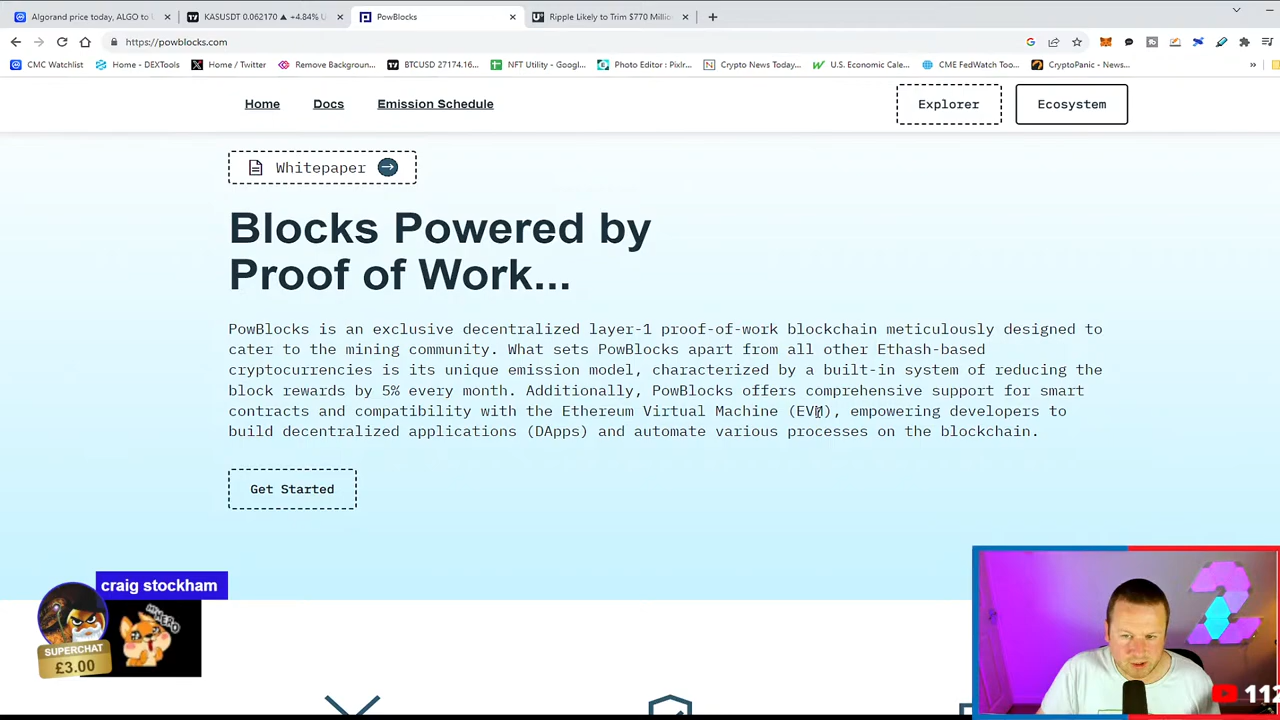 Algorand price today, ALGO to
KASUSDT 0.062170 ▲ +4.84% U
PowBlocks
Ripple Likely to Trim $770 Millio
https://powblocks.com
CMC Watchlist
Home - DEXTools
Home / Twitter
Remove Backgroun...
BTCUSD 27174.16...
NFT Utility - Googl...
Photo Editor : Pixlr...
Crypto News Today...
U.S. Economic Cale...
CME FedWatch Too...
CryptoPanic - News...
Home
Docs
Emission Schedule
Explorer
Ecosystem
Whitepaper
Blocks Powered by
Proof of Work...
PowBlocks is an exclusive decentralized layer-1 proof-of-work blockchain meticulously designed to
cater to the mining community. What sets PowBlocks apart from all other Ethash-based
cryptocurrencies is its unique emission model, characterized by a built-in system of reducing the
block rewards by 5% every month. Additionally, PowBlocks offers comprehensive support for smart
contracts and compatibility with the Ethereum Virtual Machine (EVM), empowering developers to
build decentralized applications (DApps) and automate various processes on the blockchain.
Get Started
craig stockham
MY HERO
SUPERCHAT
£3.00
112